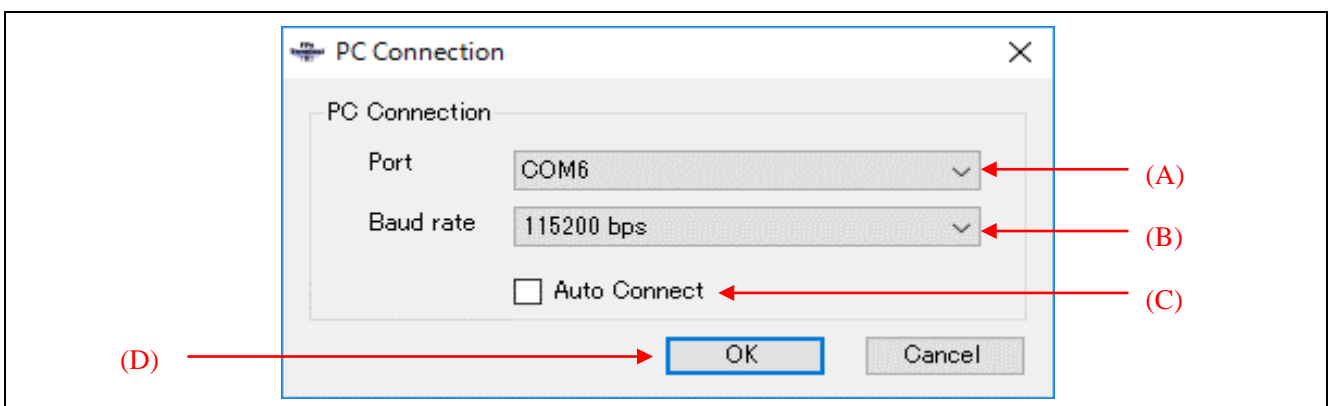 PC Connection
PC Connection
Port
COM6
(A)
Baud rate
115200 bps
(B)
Auto Connect
(C)
(D)
OK
Cancel